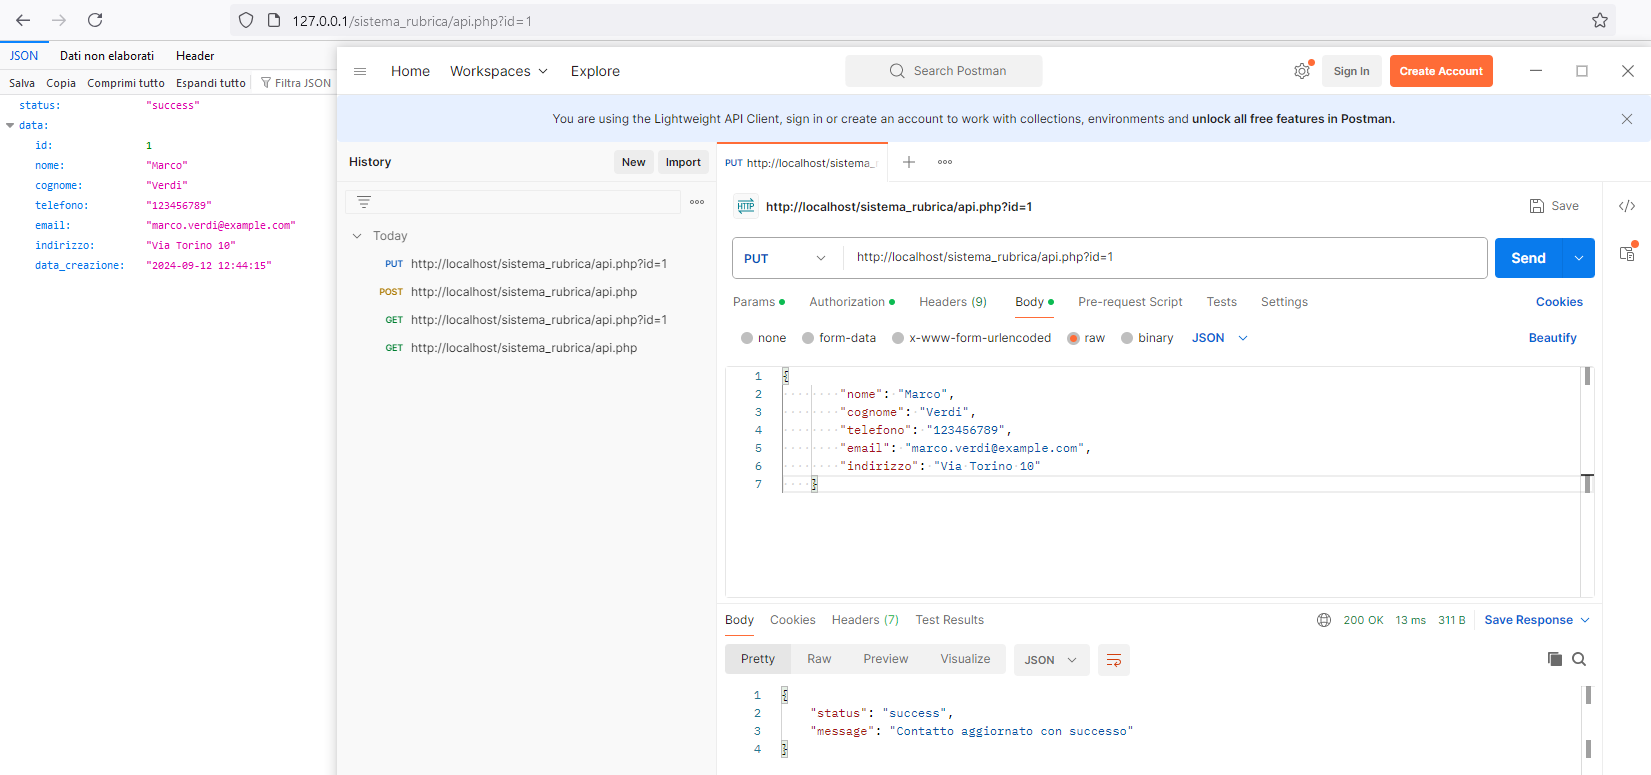 127.0.0.1/sistema_rubrica/api.php?id=1
JSON Dati non elaborati Header
Salva Copia Comprimi tutto Espandi tutto Filtra JSON
status: "success"
data:
id: 1
nome: "Marco"
cognome: "Verdi"
telefono: "123456789"
email: "marco.verdi@example.com"
indirizzo: "Via Torino 10"
data_creazione: "2024-09-12 12:44:15"
Home Workspaces Explore Search Postman Sign In Create Account
You are using the Lightweight API Client, sign in or create an account to work with collections, environments and unlock all free features in Postman.
History New Import
Today
PUT http://localhost/sistema_rubrica/api.php?id=1
POST http://localhost/sistema_rubrica/api.php
GET http://localhost/sistema_rubrica/api.php?id=1
GET http://localhost/sistema_rubrica/api.php
PUT http://localhost/sistema_
HTTP http://localhost/sistema_rubrica/api.php?id=1 Save </>
PUT http://localhost/sistema_rubrica/api.php?id=1 Send
Params Authorization Headers (9) Body Pre-request Script Tests Settings Cookies
none form-data x-www-form-urlencoded raw binary JSON Beautify
1 {
2 "nome": "Marco",
3 "cognome": "Verdi",
4 "telefono": "123456789",
5 "email": "marco.verdi@example.com",
6 "indirizzo": "Via Torino 10"
7 }
Body Cookies Headers (7) Test Results 200 OK 13 ms 311 B Save Response
Pretty Raw Preview Visualize JSON
1 {
2 "status": "success",
3 "message": "Contatto aggiornato con successo"
4 }